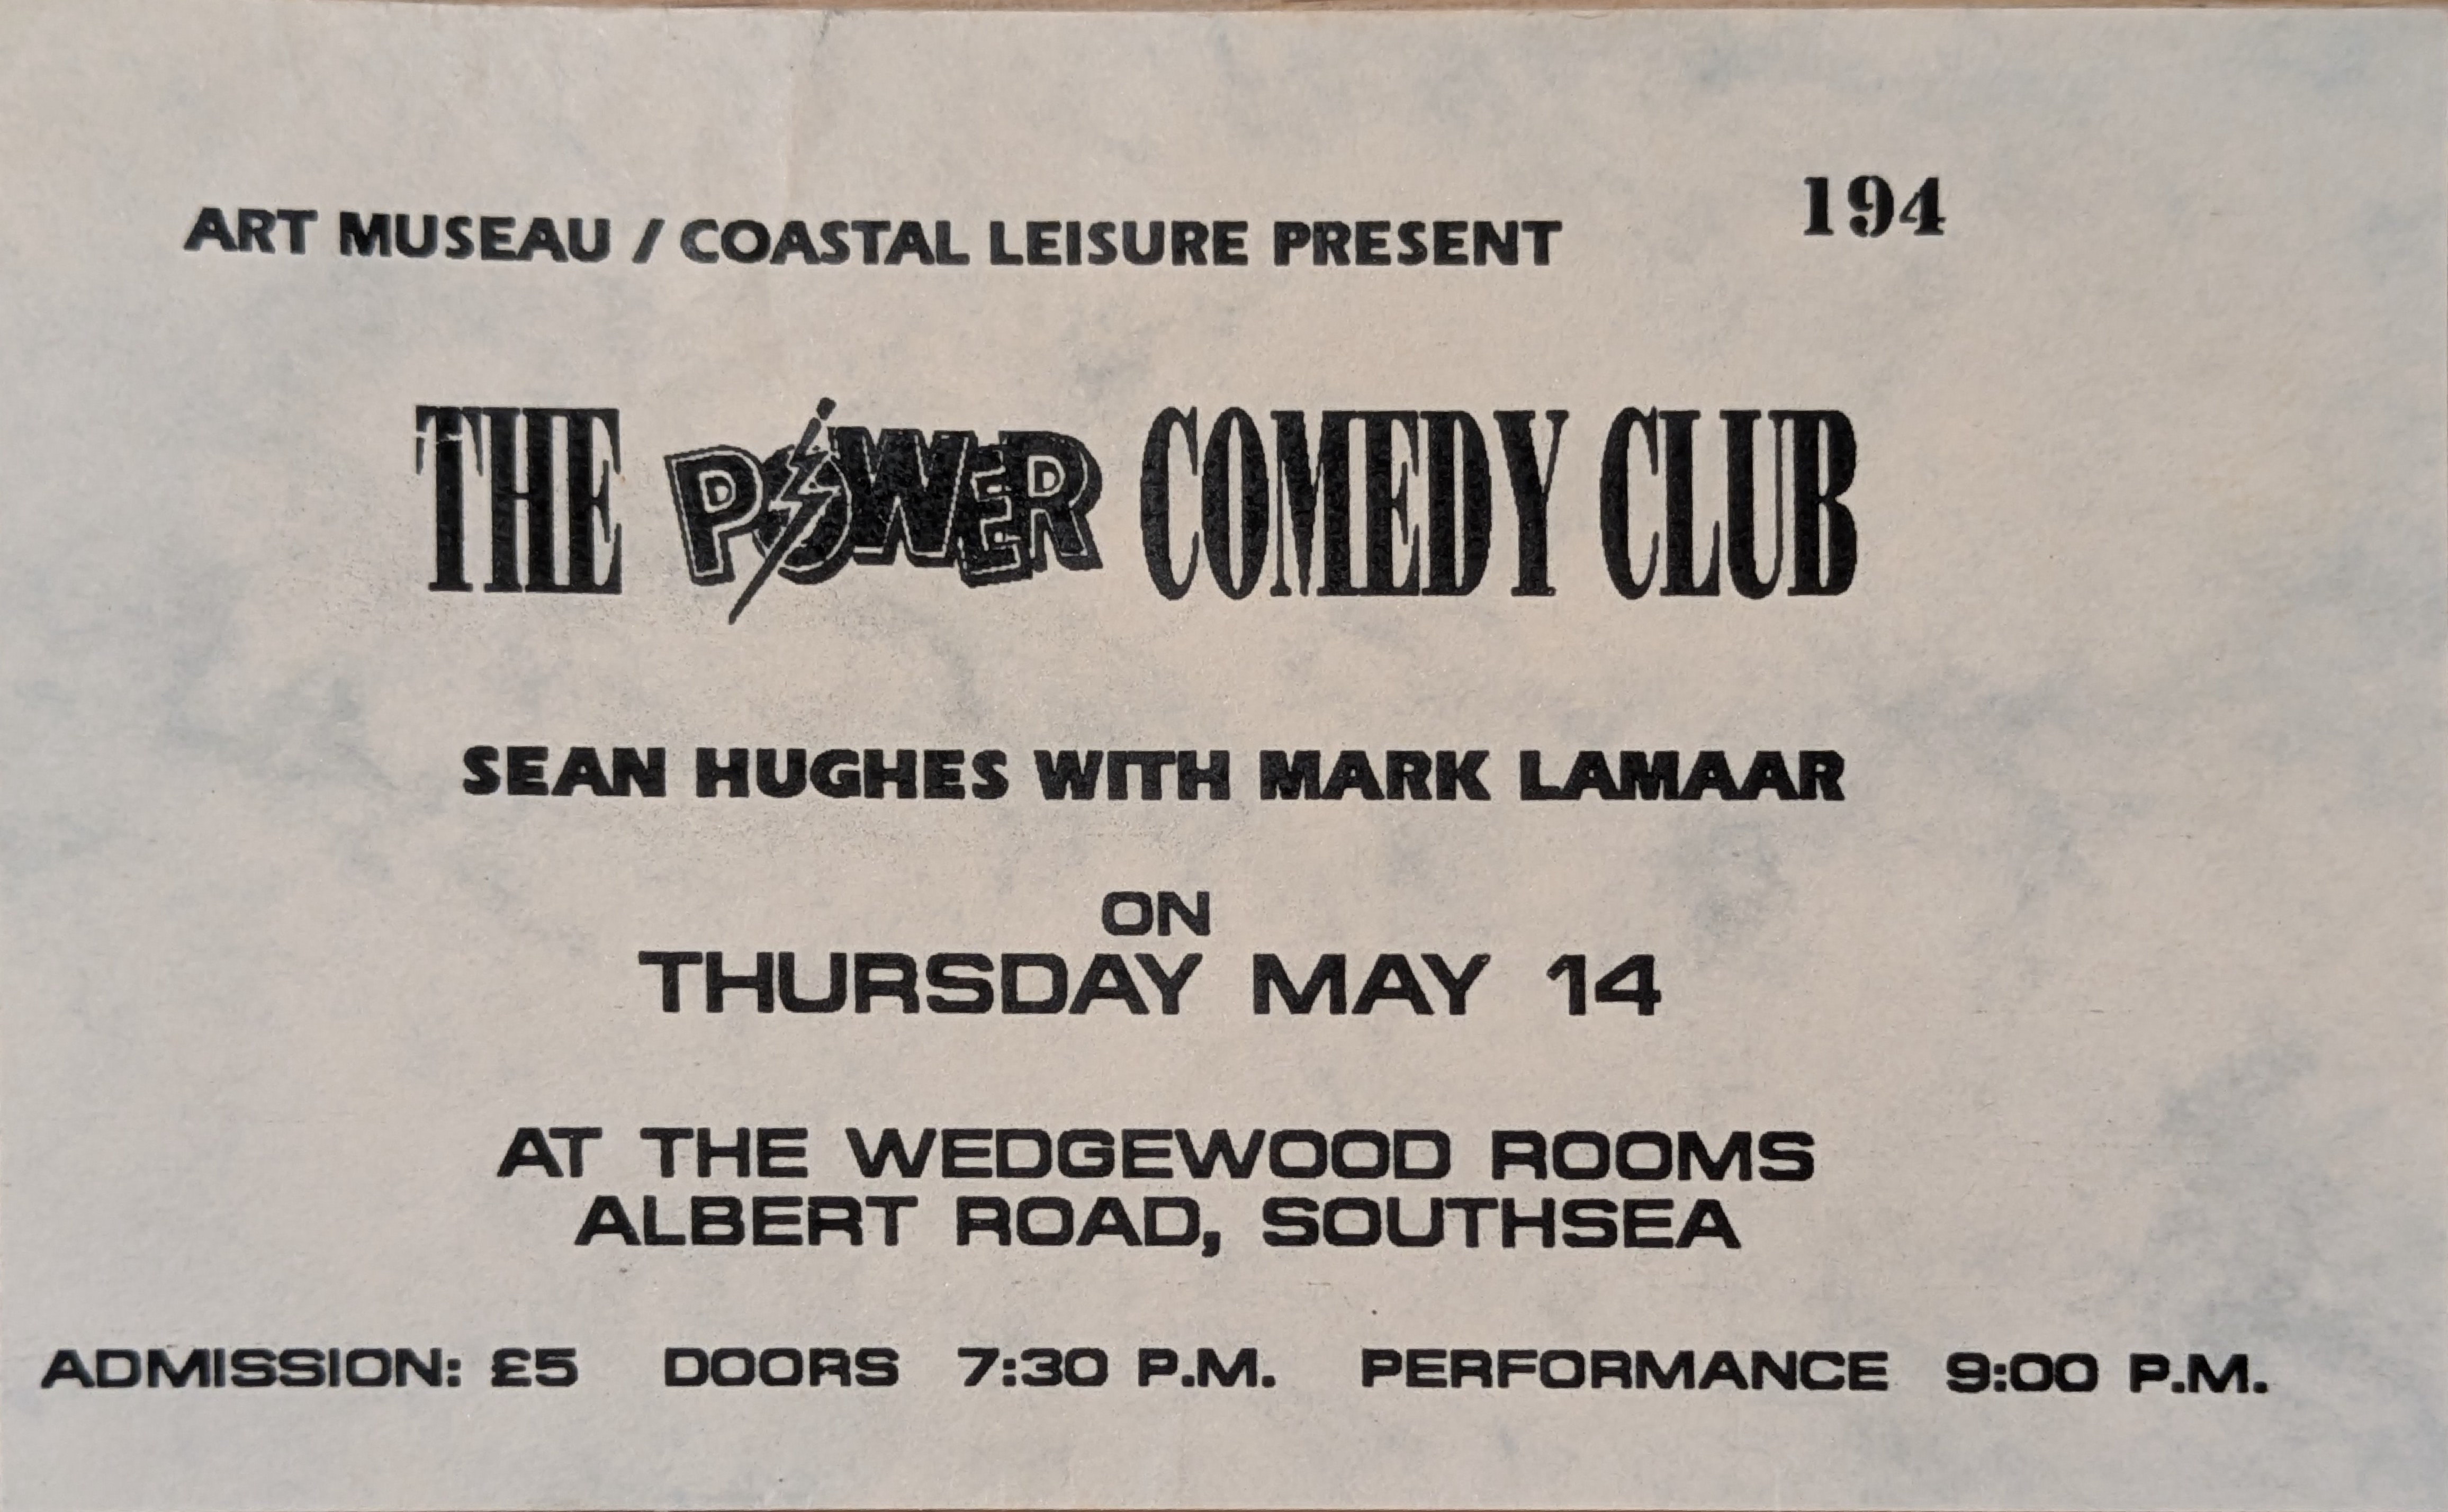 ART MUSEAU / COASTAL LEISURE PRESENT 194
THE POWER COMEDY CLUB
SEAN HUGHES WITH MARK LAMAAR
ON
THURSDAY MAY 14
AT THE WEDGEWOOD ROOMS
ALBERT ROAD, SOUTHSEA
ADMISSION: £5 DOORS 7:30 P.M. PERFORMANCE 9:00 P.M.